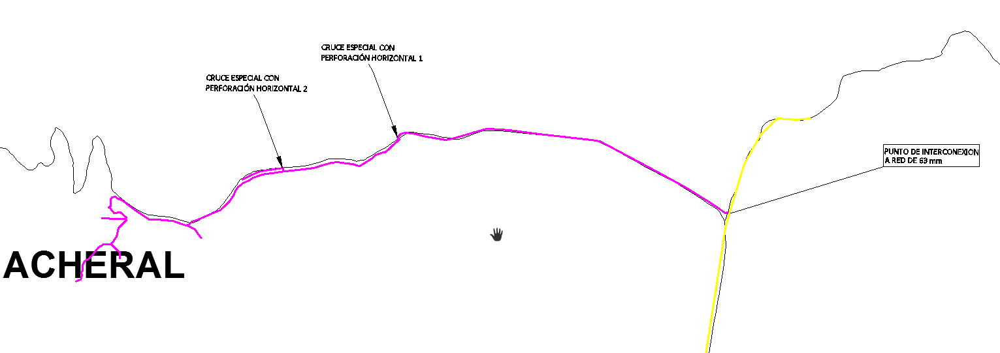 CRUCE ESPECIAL CON
PERFORACIÓN HORIZONTAL 1
CRUCE ESPECIAL CON
PERFORACIÓN HORIZONTAL 2
PUNTO DE INTERCONEXION
A RED DE 63 mm
ACHERAL